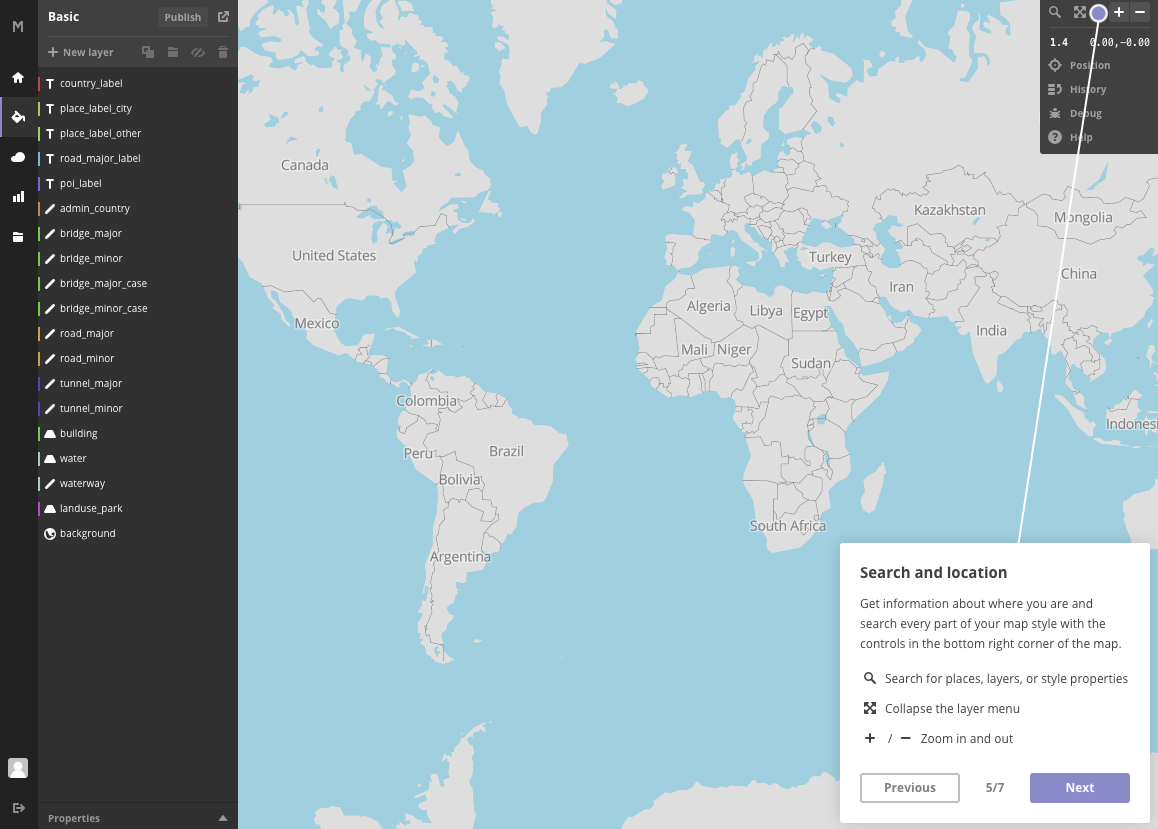 M
Basic
Publish
New layer
country_label
place_label_city
place_label_other
road_major_label
poi_label
admin_country
bridge_major
bridge_minor
bridge_major_case
bridge_minor_case
road_major
road_minor
tunnel_major
tunnel_minor
building
water
waterway
landuse_park
background
Properties
1.4 0.00,−0.00
Position
History
Debug
Help
Canada
United States
Mexico
Colombia
Peru
Brazil
Bolivia
Argentina
Kazakhstan
Mongolia
Turkey
China
Iran
Algeria
Libya
Egypt
India
Mali
Niger
Sudan
Indonesi
South Africa
Search and location
Get information about where you are and
search every part of your map style with the
controls in the bottom right corner of the map.
Search for places, layers, or style properties
Collapse the layer menu
+ / − Zoom in and out
Previous
5/7
Next